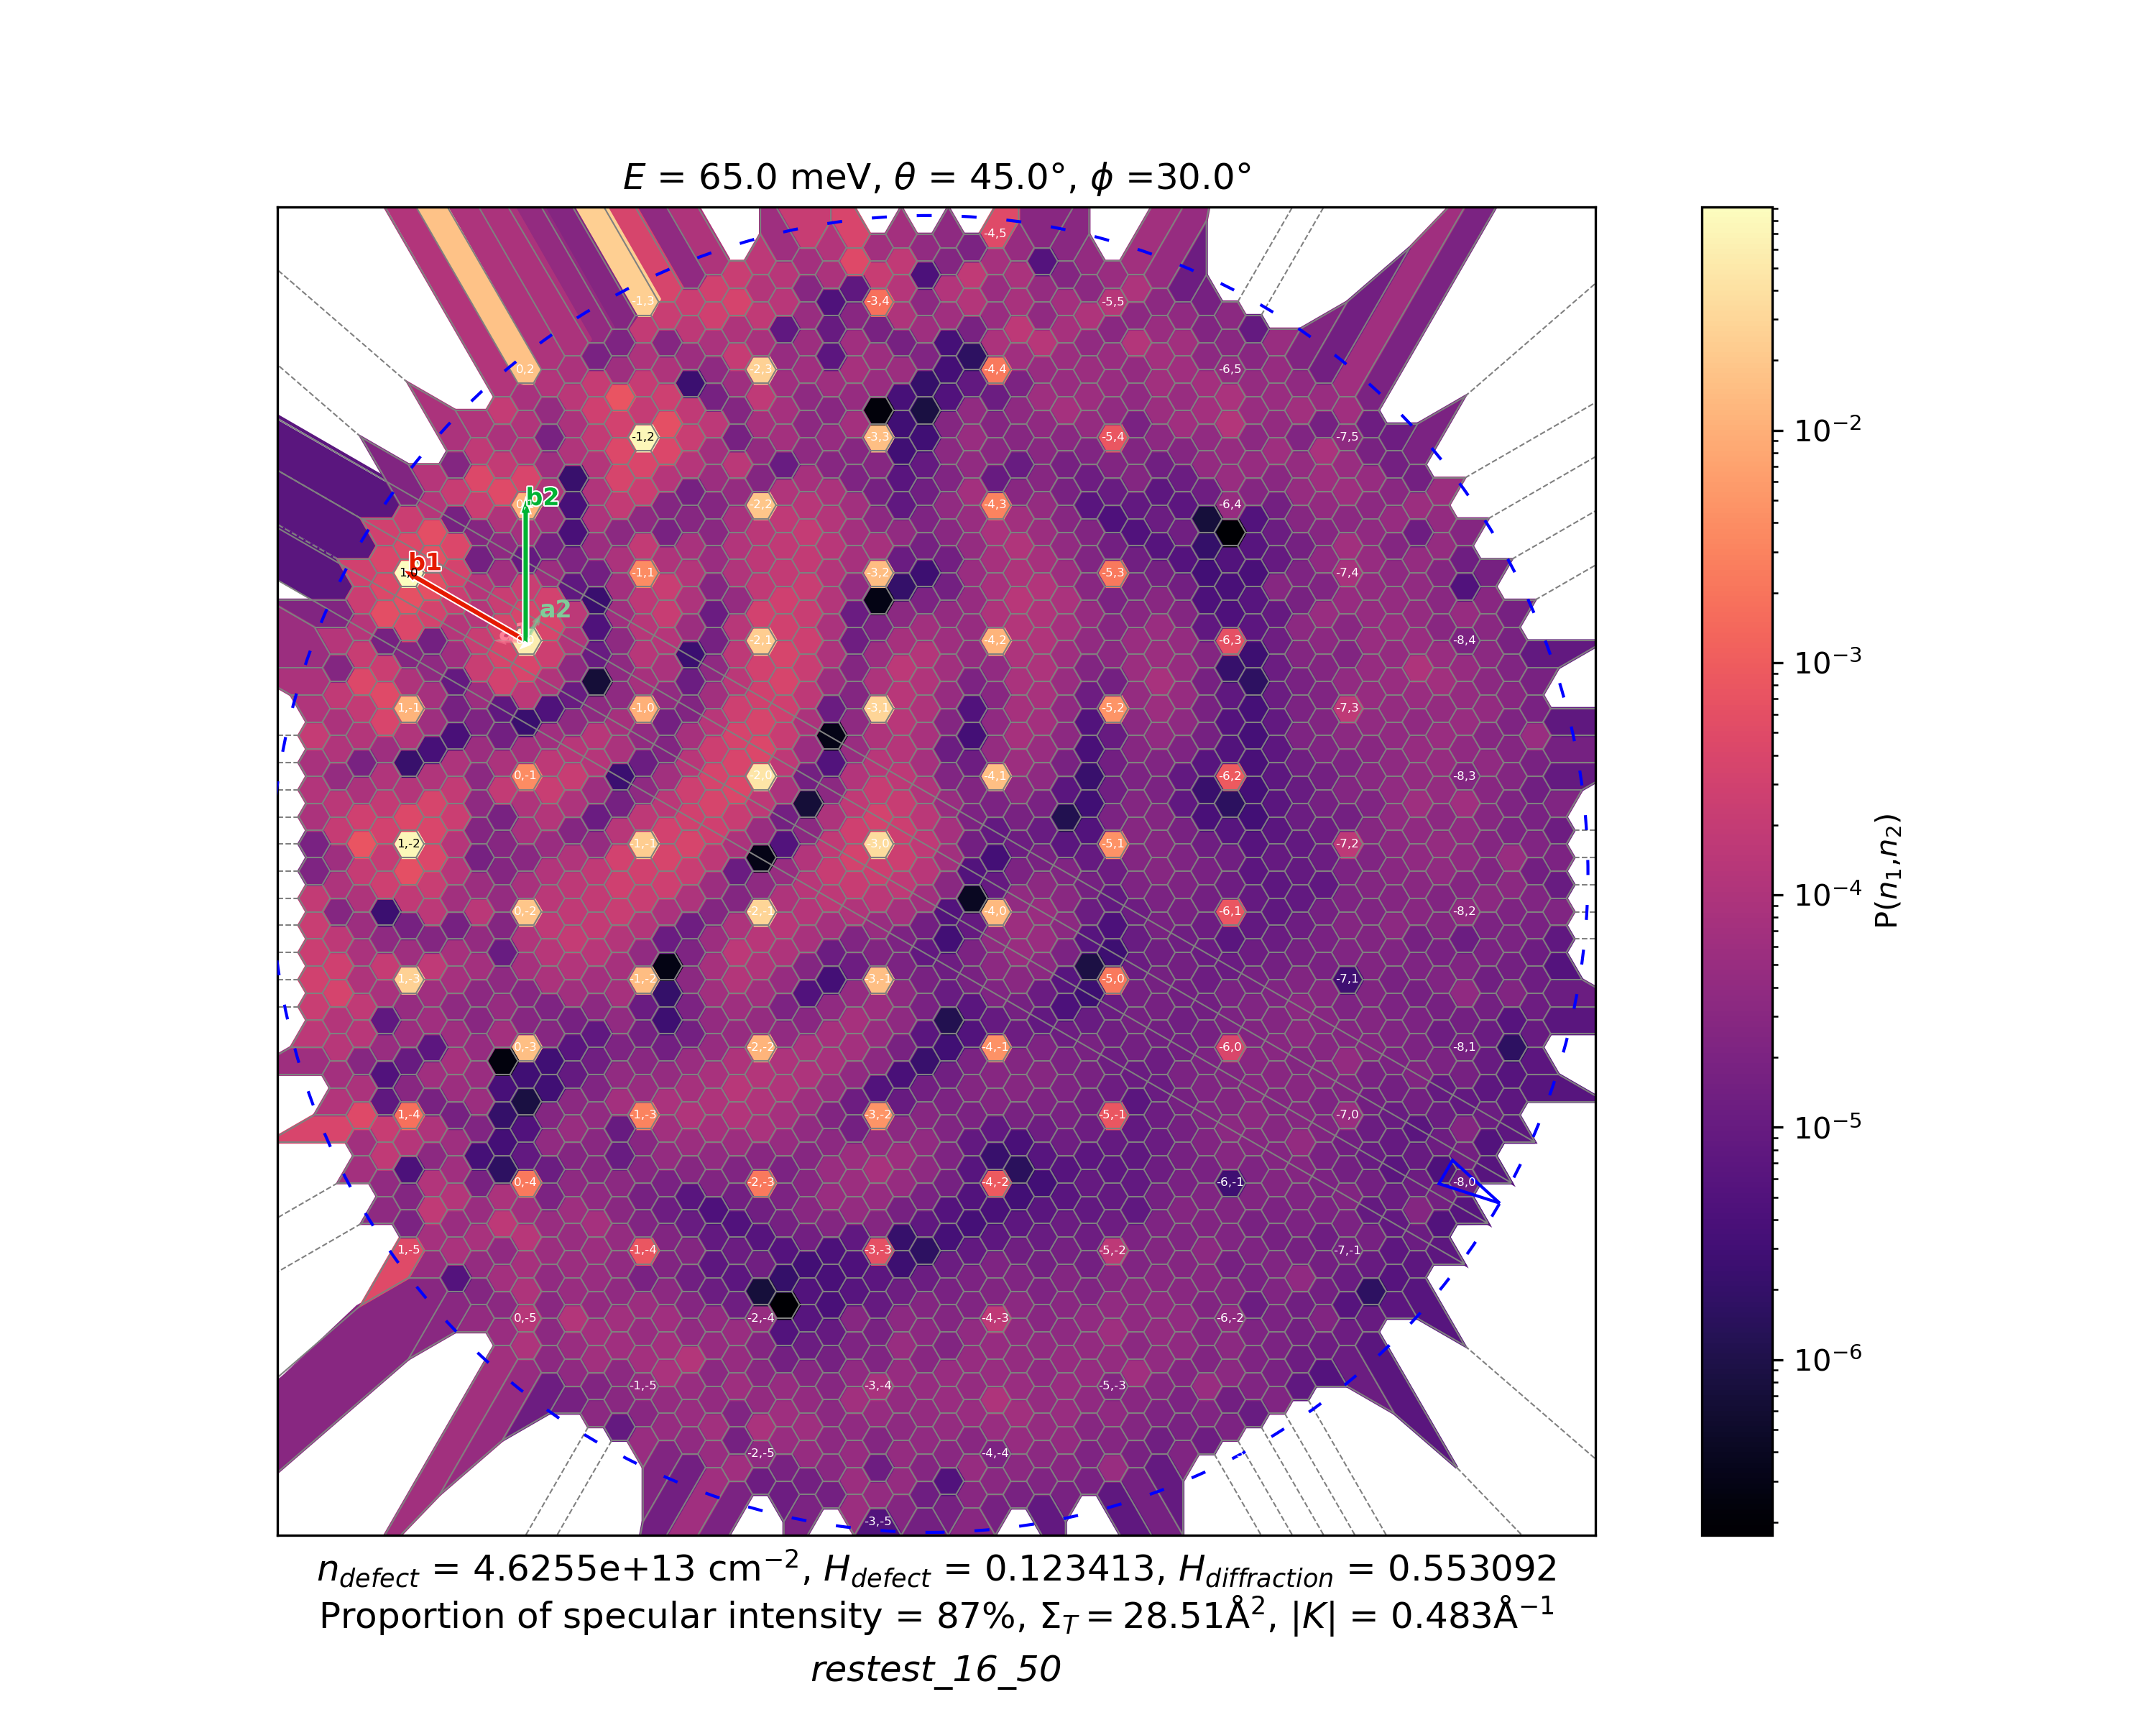 E = 65.0 meV, θ = 45.0°, ϕ =30.0°
-4,5
-1,3 -3,4 -5,5
0,2 -2,3 -4,4 -6,5
-1,2 -3,3 -5,4 -7,5
b2 -2,2 -4,3 -6,4
b1
1,0 -1,1 -3,2 -5,3 -7,4
a2
-2,1 -4,2 -6,3 -8,4
1,-1 -1,0 -3,1 -5,2 -7,3
0,-1 -2,0 -4,1 -6,2 -8,3
1,-2 -1,-1 -3,0 -5,1 -7,2
0,-2 -2,-1 -4,0 -6,1 -8,2
1,-3 -1,-2 -3,-1 -5,0 -7,1
0,-3 -2,-2 -4,-1 -6,0 -8,1
1,-4 -1,-3 -3,-2 -5,-1 -7,0
0,-4 -2,-3 -4,-2 -6,-1 -8,0
1,-5 -1,-4 -3,-3 -5,-2 -7,-1
0,-5 -2,-4 -4,-3 -6,-2
-1,-5 -3,-4 -5,-3
-2,-5 -4,-4
-3,-5
10⁻²
10⁻³
10⁻⁴
10⁻⁵
10⁻⁶
P(n₁,n₂)
n_defect = 4.6255e+13 cm⁻², H_defect = 0.123413, H_diffraction = 0.553092
Proportion of specular intensity = 87%, Σ_T = 28.51Å², |K| = 0.483Å⁻¹
restest_16_50